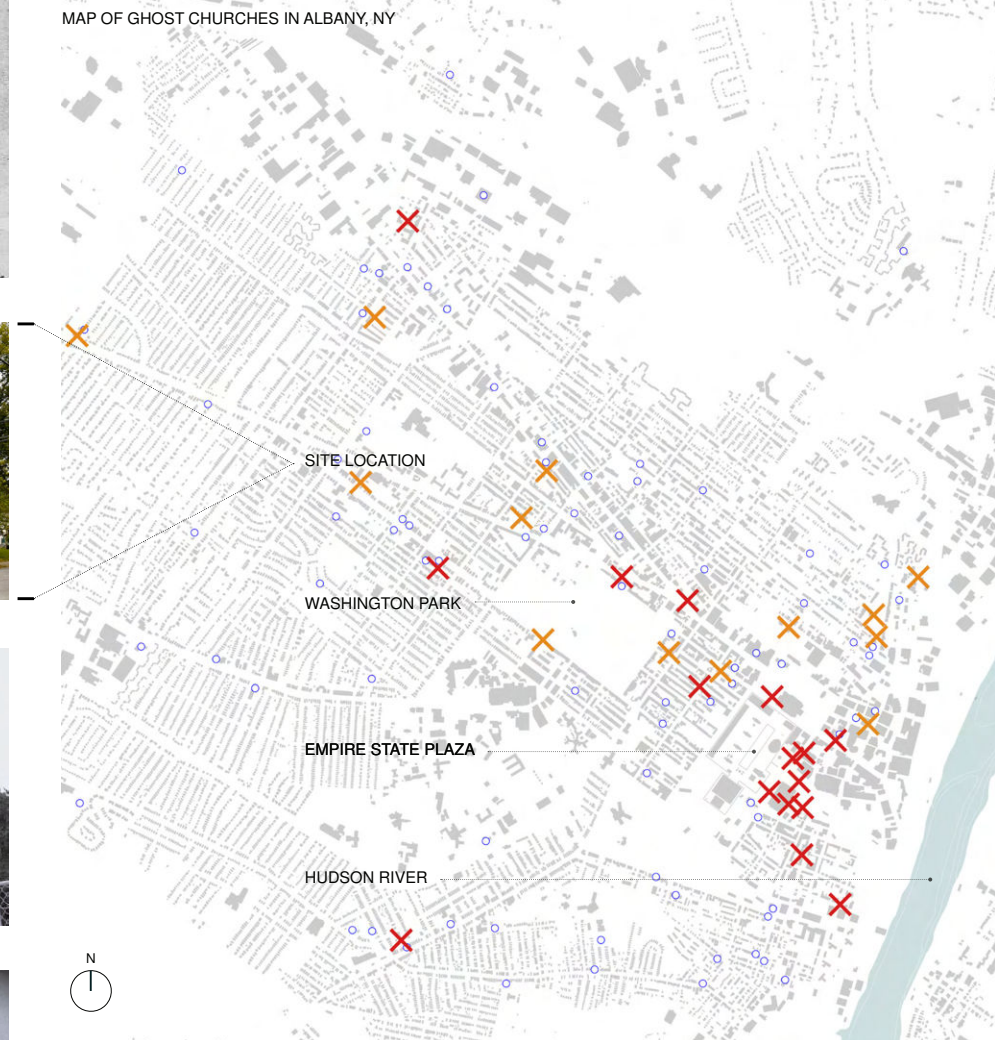 MAP OF GHOST CHURCHES IN ALBANY, NY
SITE LOCATION
WASHINGTON PARK
EMPIRE STATE PLAZA
HUDSON RIVER
N